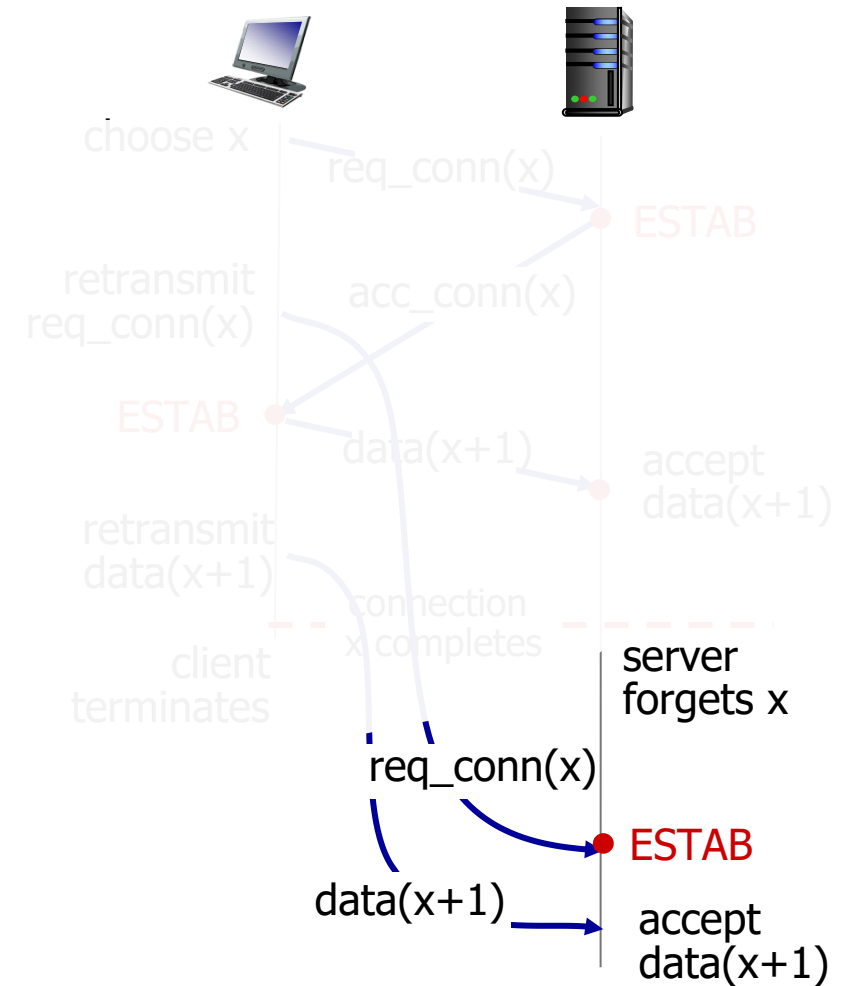 choose x
req_conn(x)
ESTAB
retransmit
req_conn(x)
acc_conn(x)
ESTAB
data(x+1)
accept
data(x+1)
retransmit
data(x+1)
connection
x completes
client
terminates
server
forgets x
req_conn(x)
ESTAB
data(x+1)
accept
data(x+1)